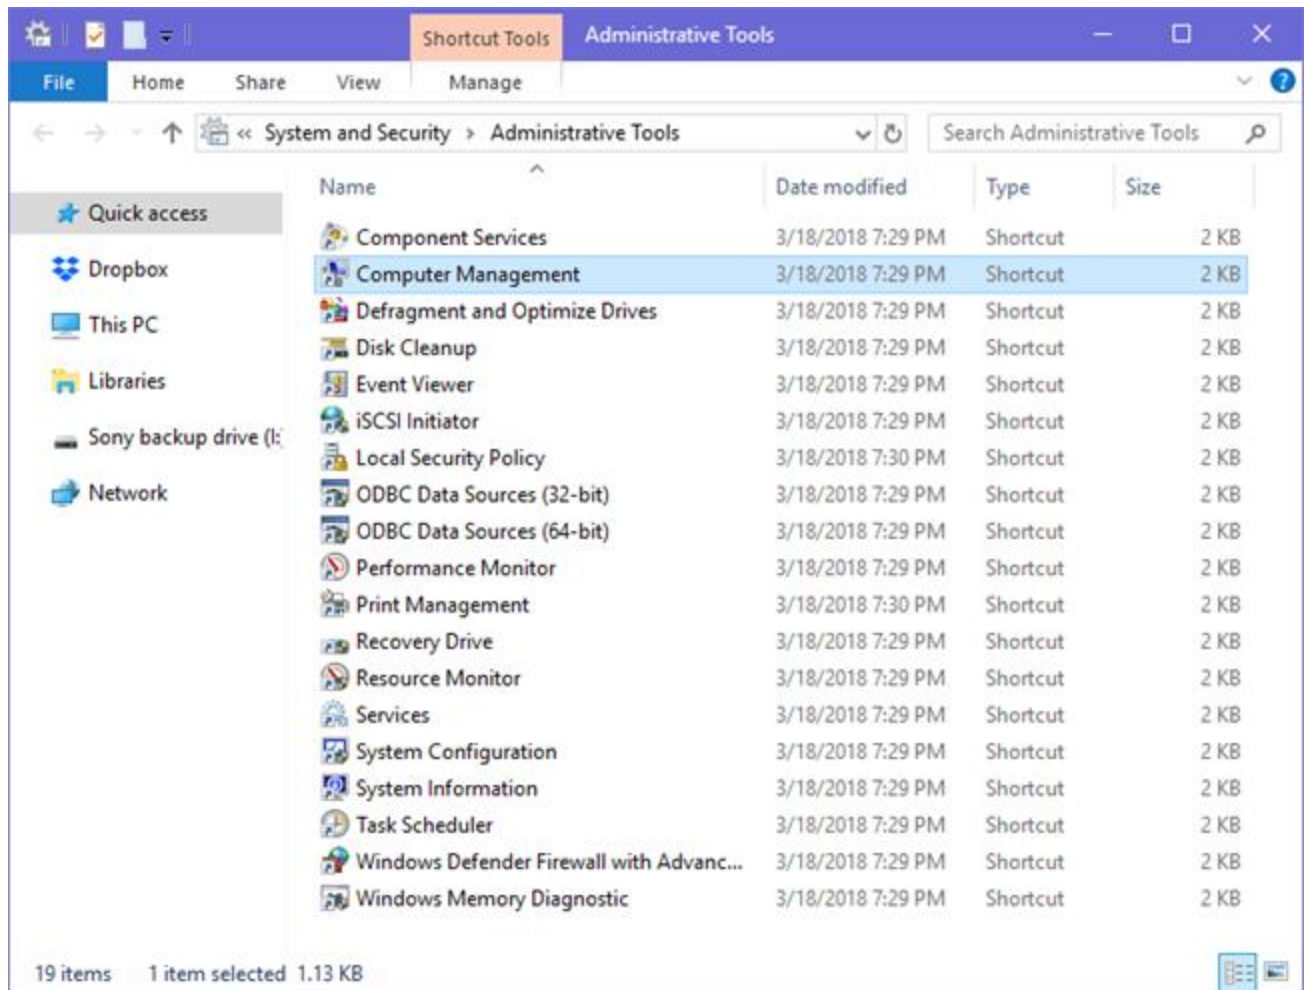 Shortcut Tools Administrative Tools
File Home Share View Manage
« System and Security › Administrative Tools Search Administrative Tools
Name Date modified Type Size
Quick access
Dropbox
This PC
Libraries
Sony backup drive (I:
Network
Component Services 3/18/2018 7:29 PM Shortcut 2 KB
Computer Management 3/18/2018 7:29 PM Shortcut 2 KB
Defragment and Optimize Drives 3/18/2018 7:29 PM Shortcut 2 KB
Disk Cleanup 3/18/2018 7:29 PM Shortcut 2 KB
Event Viewer 3/18/2018 7:29 PM Shortcut 2 KB
iSCSI Initiator 3/18/2018 7:29 PM Shortcut 2 KB
Local Security Policy 3/18/2018 7:30 PM Shortcut 2 KB
ODBC Data Sources (32-bit) 3/18/2018 7:29 PM Shortcut 2 KB
ODBC Data Sources (64-bit) 3/18/2018 7:29 PM Shortcut 2 KB
Performance Monitor 3/18/2018 7:29 PM Shortcut 2 KB
Print Management 3/18/2018 7:30 PM Shortcut 2 KB
Recovery Drive 3/18/2018 7:29 PM Shortcut 2 KB
Resource Monitor 3/18/2018 7:29 PM Shortcut 2 KB
Services 3/18/2018 7:29 PM Shortcut 2 KB
System Configuration 3/18/2018 7:29 PM Shortcut 2 KB
System Information 3/18/2018 7:29 PM Shortcut 2 KB
Task Scheduler 3/18/2018 7:29 PM Shortcut 2 KB
Windows Defender Firewall with Advanc... 3/18/2018 7:29 PM Shortcut 2 KB
Windows Memory Diagnostic 3/18/2018 7:29 PM Shortcut 2 KB
19 items 1 item selected 1.13 KB